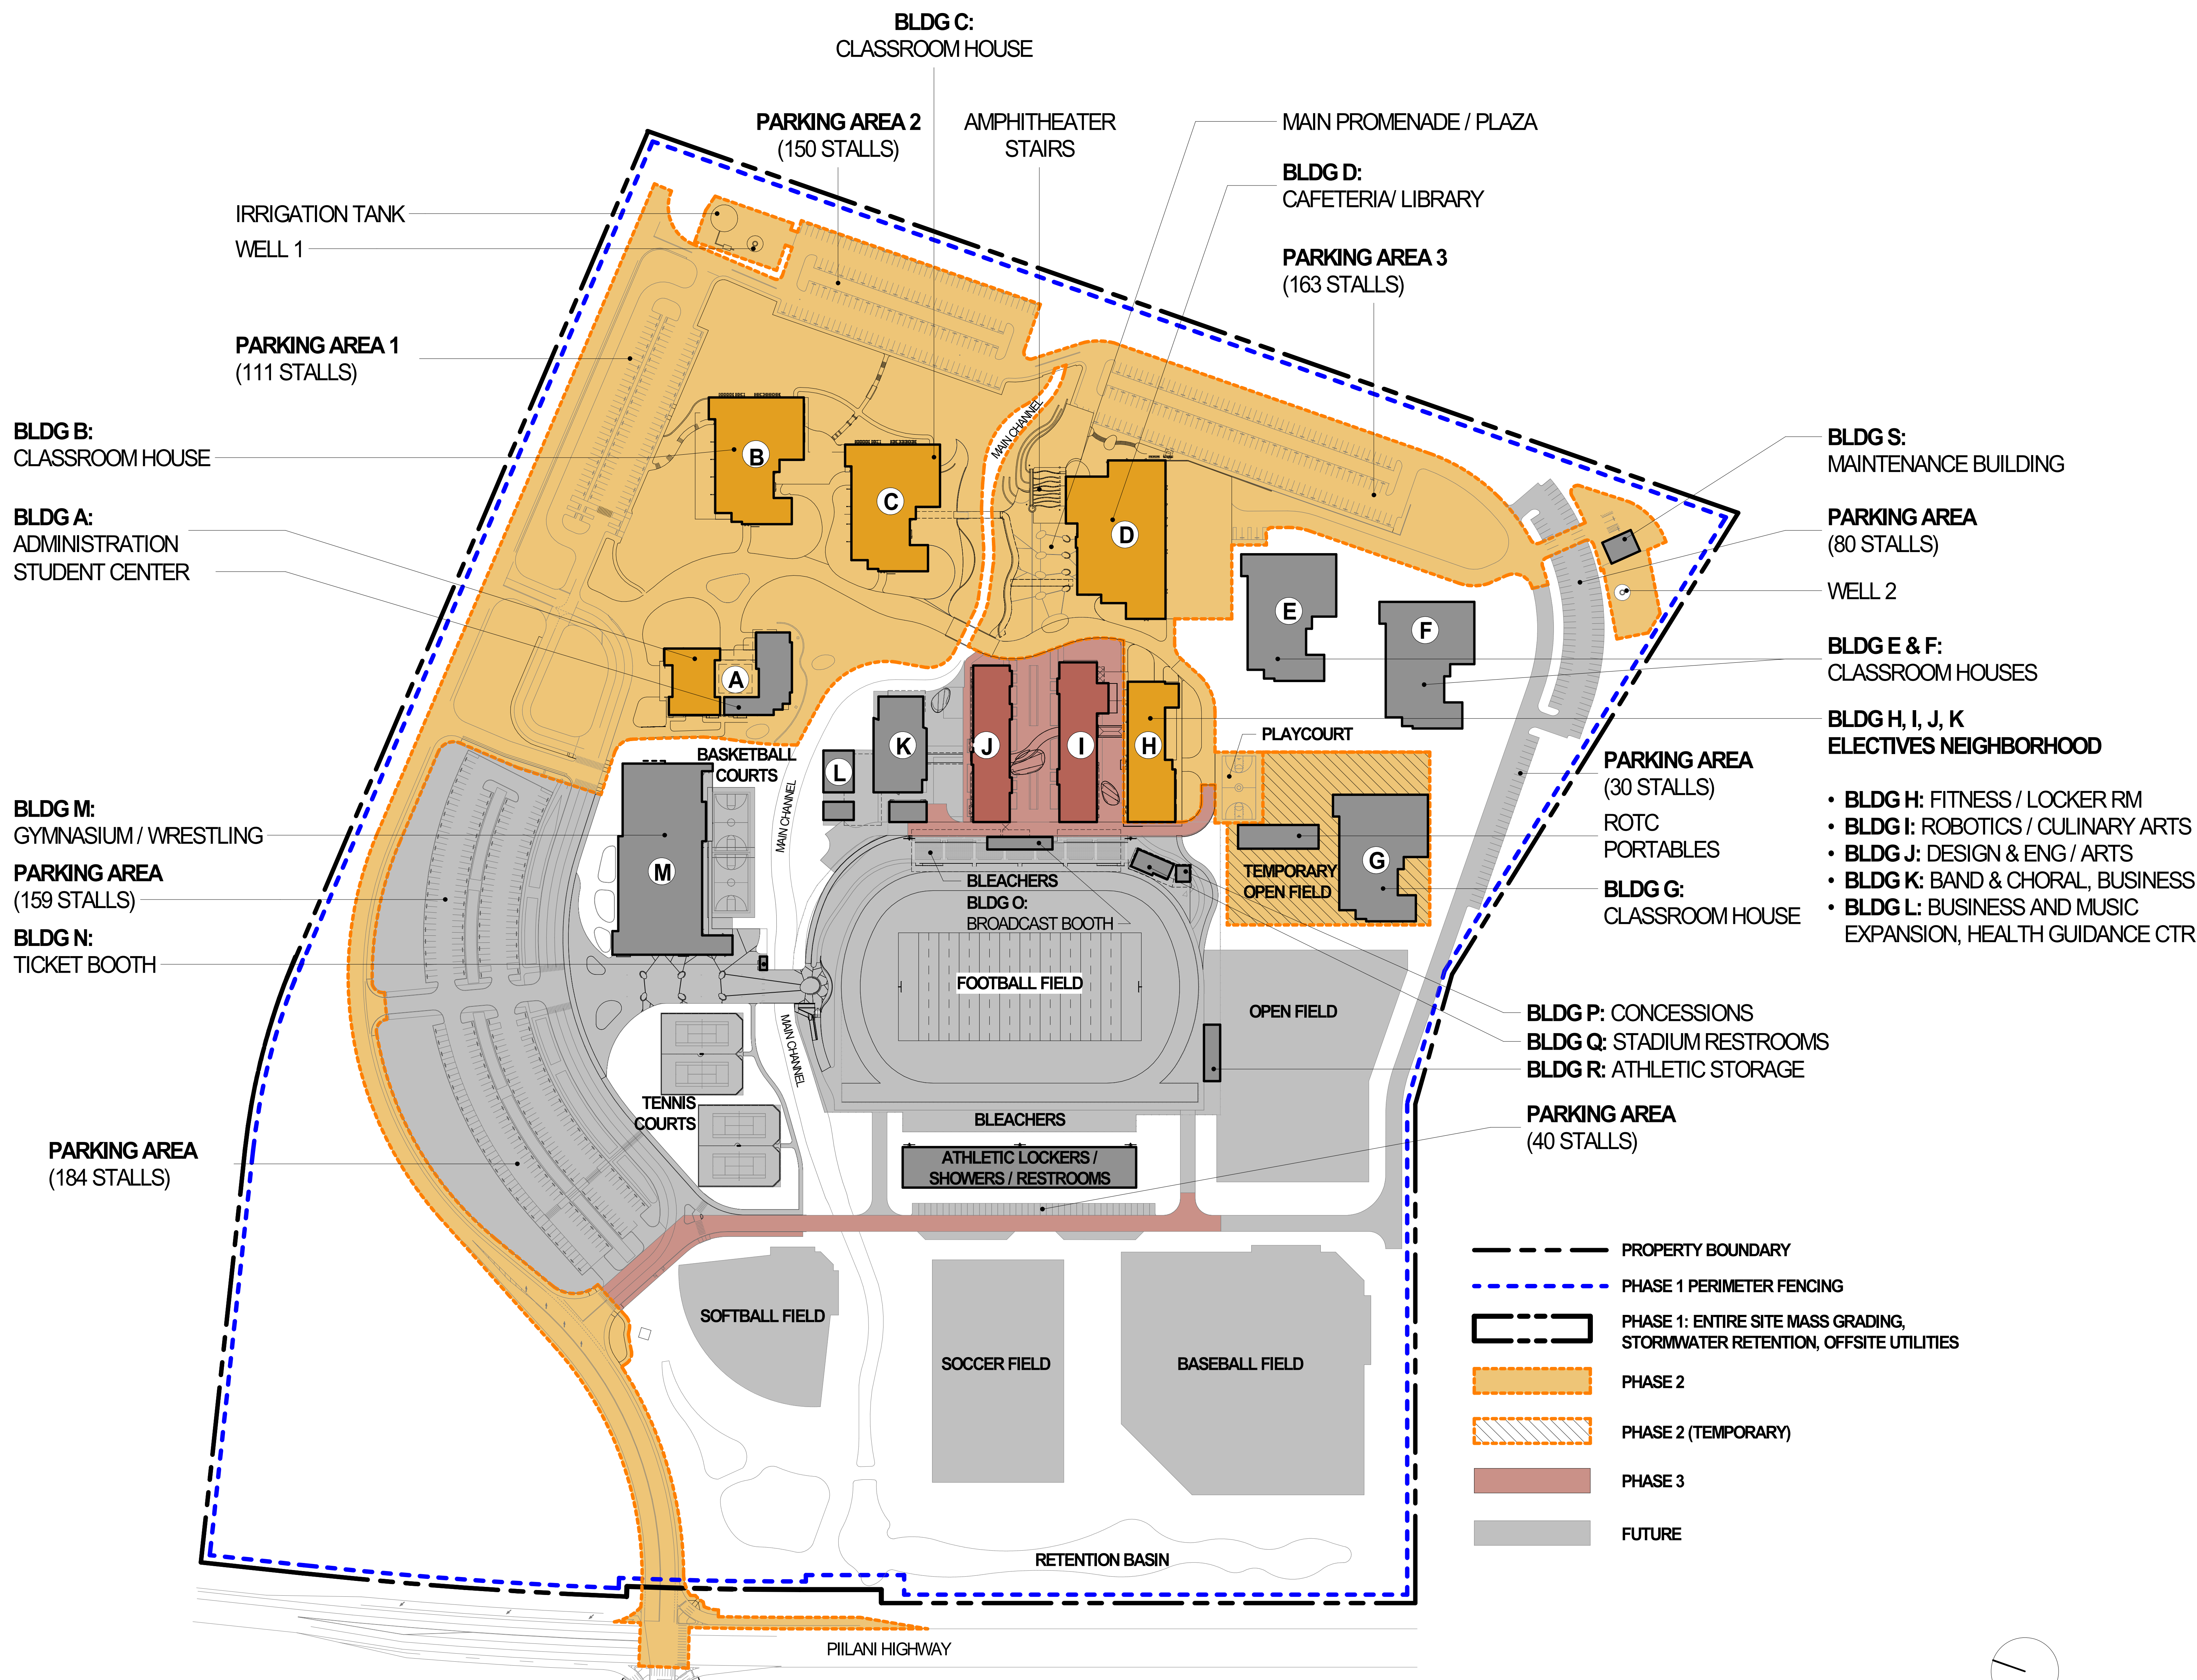 BLDG C:
CLASSROOM HOUSE
PARKING AREA 2
(150 STALLS)
AMPHITHEATER
STAIRS
MAIN PROMENADE / PLAZA
BLDG D:
CAFETERIA/ LIBRARY
PARKING AREA 3
(163 STALLS)
IRRIGATION TANK
WELL 1
PARKING AREA 1
(111 STALLS)
BLDG B:
CLASSROOM HOUSE
BLDG A:
ADMINISTRATION
STUDENT CENTER
BLDG M:
GYMNASIUM / WRESTLING
PARKING AREA
(159 STALLS)
BLDG N:
TICKET BOOTH
PARKING AREA
(184 STALLS)
B
C
D
E
F
A
K
J
I
H
L
M
G
MAIN CHANNEL
BASKETBALL
COURTS
MAIN CHANNEL
MAIN CHANNEL
PLAYCOURT
TEMPORARY
OPEN FIELD
BLEACHERS
BLDG O:
BROADCAST BOOTH
FOOTBALL FIELD
OPEN FIELD
TENNIS
COURTS
BLEACHERS
ATHLETIC LOCKERS /
SHOWERS / RESTROOMS
SOFTBALL FIELD
SOCCER FIELD
BASEBALL FIELD
RETENTION BASIN
PIILANI HIGHWAY
BLDG S:
MAINTENANCE BUILDING
PARKING AREA
(80 STALLS)
WELL 2
BLDG E & F:
CLASSROOM HOUSES
BLDG H, I, J, K
ELECTIVES NEIGHBORHOOD
• BLDG H: FITNESS / LOCKER RM
• BLDG I: ROBOTICS / CULINARY ARTS
• BLDG J: DESIGN & ENG / ARTS
• BLDG K: BAND & CHORAL, BUSINESS
• BLDG L: BUSINESS AND MUSIC
EXPANSION, HEALTH GUIDANCE CTR
PARKING AREA
(30 STALLS)
ROTC
PORTABLES
BLDG G:
CLASSROOM HOUSE
BLDG P: CONCESSIONS
BLDG Q: STADIUM RESTROOMS
BLDG R: ATHLETIC STORAGE
PARKING AREA
(40 STALLS)
PROPERTY BOUNDARY
PHASE 1 PERIMETER FENCING
PHASE 1: ENTIRE SITE MASS GRADING,
STORMWATER RETENTION, OFFSITE UTILITIES
PHASE 2
PHASE 2 (TEMPORARY)
PHASE 3
FUTURE